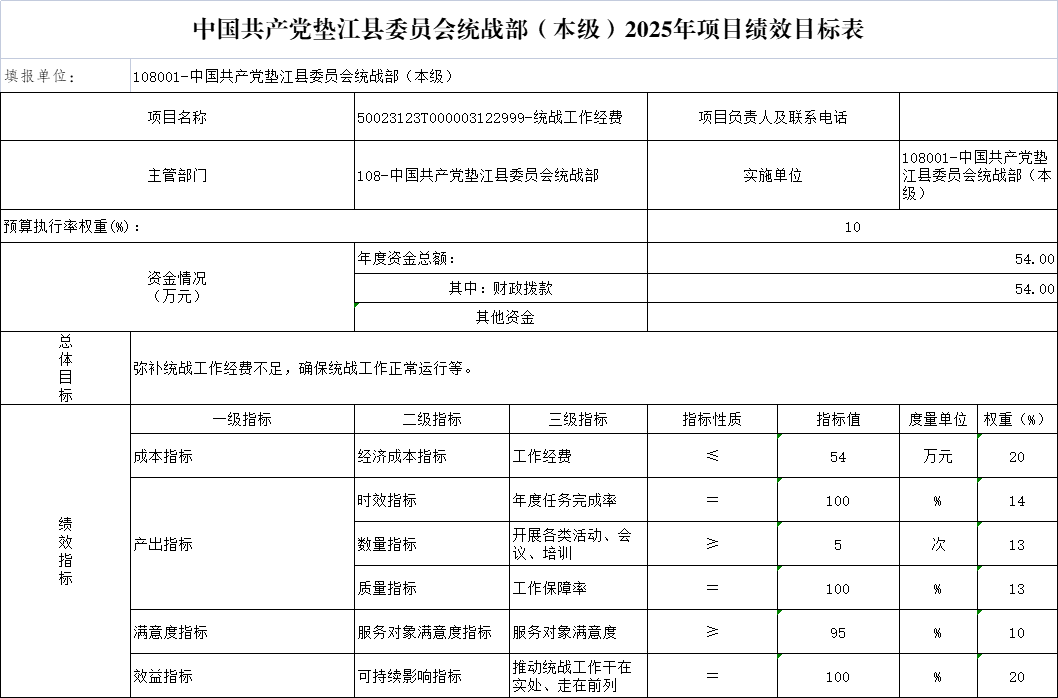 中国共产党垫江县委员会统战部（本级）2025年项目绩效目标表
填报单位： 108001-中国共产党垫江县委员会统战部（本级）
项目名称 50023123T000003122999-统战工作经费 项目负责人及联系电话
主管部门 108-中国共产党垫江县委员会统战部 实施单位 108001-中国共产党垫
江县委员会统战部（本
级）
预算执行率权重(%)： 10
资金情况
（万元）
年度资金总额： 54.00
其中：财政拨款 54.00
其他资金
总
体
目
标
弥补统战工作经费不足，确保统战工作正常运行等。
绩
效
指
标
一级指标 二级指标 三级指标 指标性质 指标值 度量单位 权重（%）
成本指标 经济成本指标 工作经费 ≤ 54 万元 20
产出指标
时效指标 年度任务完成率 ＝ 100 % 14
数量指标 开展各类活动、会
议、培训 ≥ 5 次 13
质量指标 工作保障率 ＝ 100 % 13
满意度指标 服务对象满意度指标 服务对象满意度 ≥ 95 % 10
效益指标 可持续影响指标 推动统战工作干在
实处、走在前列 ＝ 100 % 20